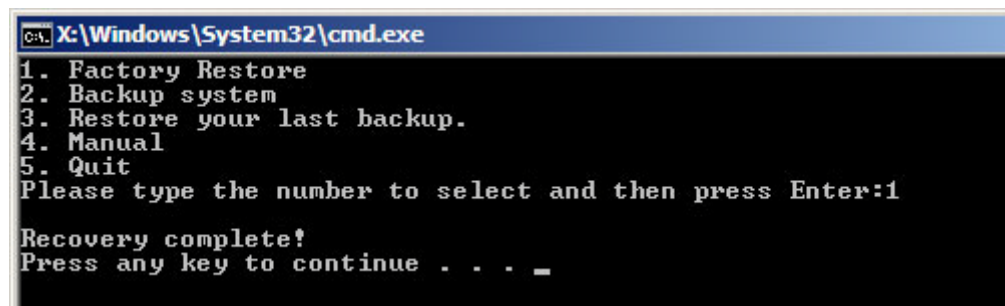 X:\Windows\System32\cmd.exe
1. Factory Restore
2. Backup system
3. Restore your last backup.
4. Manual
5. Quit
Please type the number to select and then press Enter:1
Recovery complete!
Press any key to continue . . . _